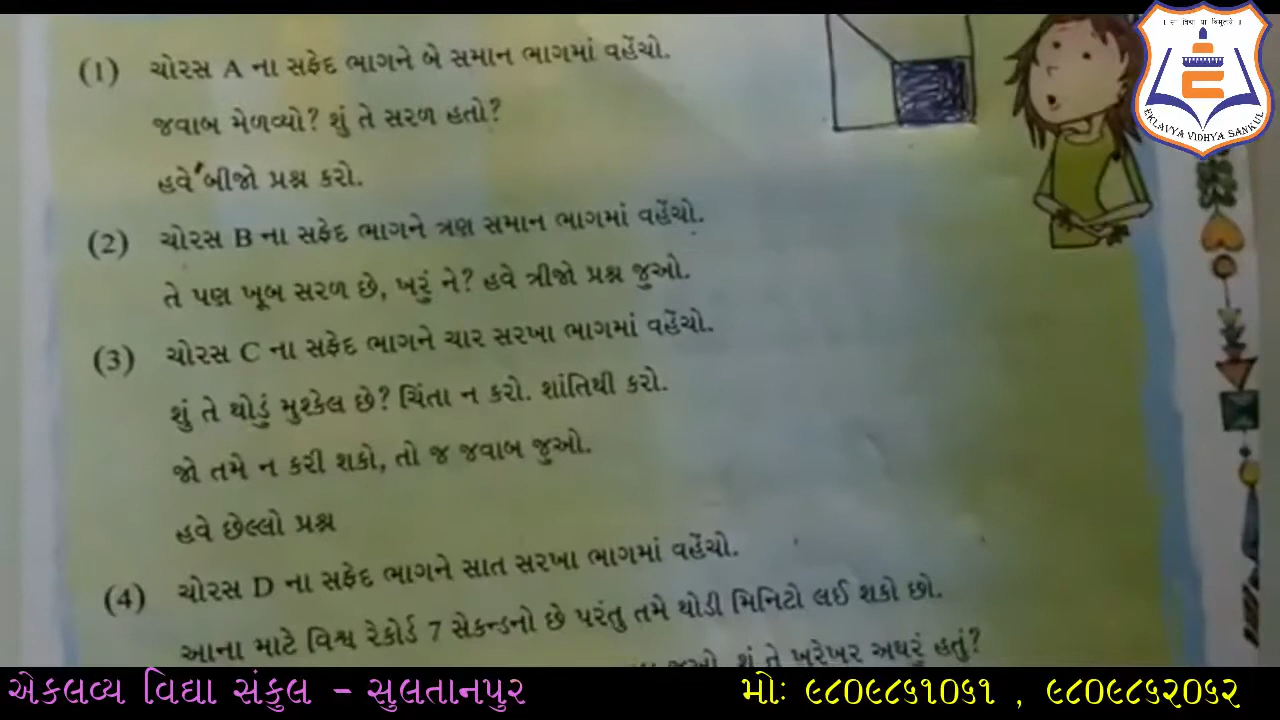 (1) ચોરસ A ના સફેદ ભાગને બે સમાન ભાગમાં વહેંચો.
જવાબ મેળવ્યો? શું તે સરળ હતો?
હવે બીજો પ્રશ્ન કરો.
(2) ચોરસ B ના સફેદ ભાગને ત્રણ સમાન ભાગમાં વહેંચો.
તે પણ ખૂબ સરળ છે, ખરું ને? હવે ત્રીજો પ્રશ્ન જુઓ.
(3) ચોરસ C ના સફેદ ભાગને ચાર સરખા ભાગમાં વહેંચો.
શું તે થોડું મુશ્કેલ છે? ચિંતા ન કરો. શાંતિથી કરો.
જો તમે ન કરી શકો, તો જ જવાબ જુઓ.
હવે છેલ્લો પ્રશ્ન
(4) ચોરસ D ના સફેદ ભાગને સાત સરખા ભાગમાં વહેંચો.
આના માટે વિશ્વ રેકોર્ડ 7 સેકન્ડનો છે પરંતુ તમે થોડી મિનિટો લઈ શકો છો.
જુઓ. શું તે ખરેખર અઘરું હતું?
EKLAVYA VIDHYA SANKUL
એકલવ્ય વિદ્યા સંકુલ - સુલતાનપુર
મોઃ ૯૮૦૯૮૬૧૦૬૧ , ૯૮૦૯૮૬૨૦૬૨